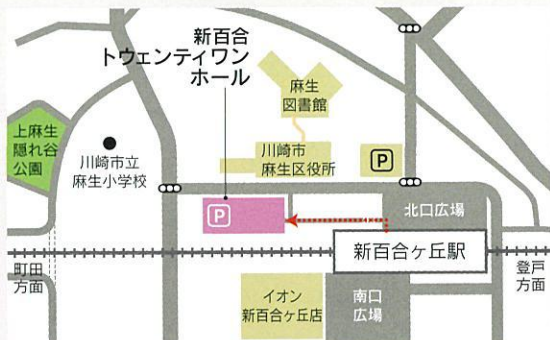 新百合
トウェンティワン
ホール
麻生
図書館
上麻生
隠れ谷
公園
川崎市立
麻生小学校
川崎市
麻生区役所
P
P
北口広場
新百合ヶ丘駅
町田
方面
登戸
方面
イオン
新百合ヶ丘店
南口
広場